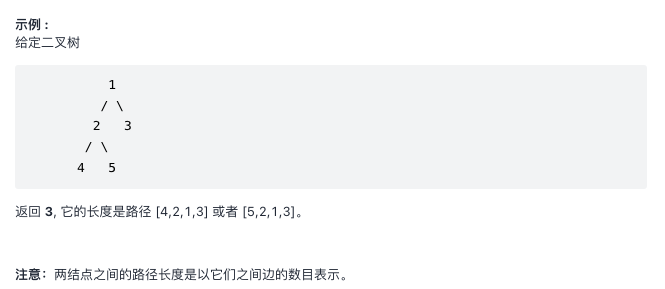 示例 :
给定二叉树
1
/ \
2 3
/ \
4 5
返回 3, 它的长度是路径 [4,2,1,3] 或者 [5,2,1,3]。
注意：两结点之间的路径长度是以它们之间边的数目表示。